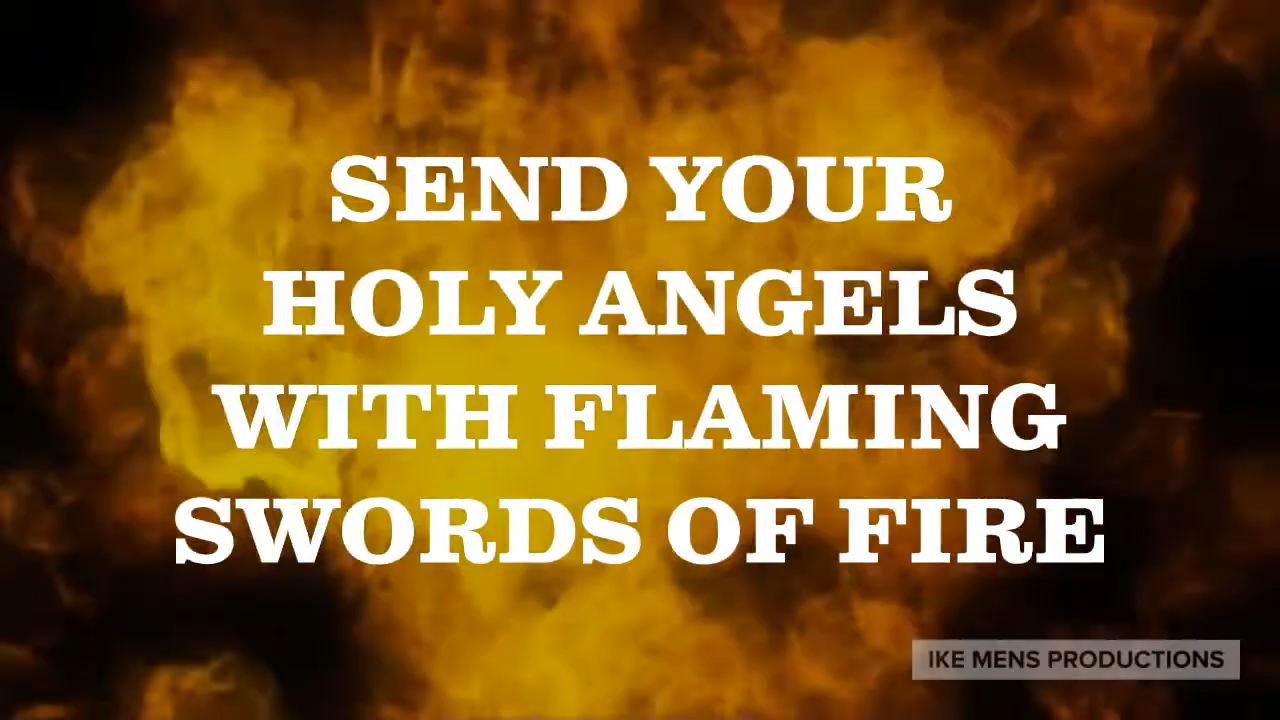 SEND YOUR
HOLY ANGELS
WITH FLAMING
SWORDS OF FIRE
IKE MENS PRODUCTIONS